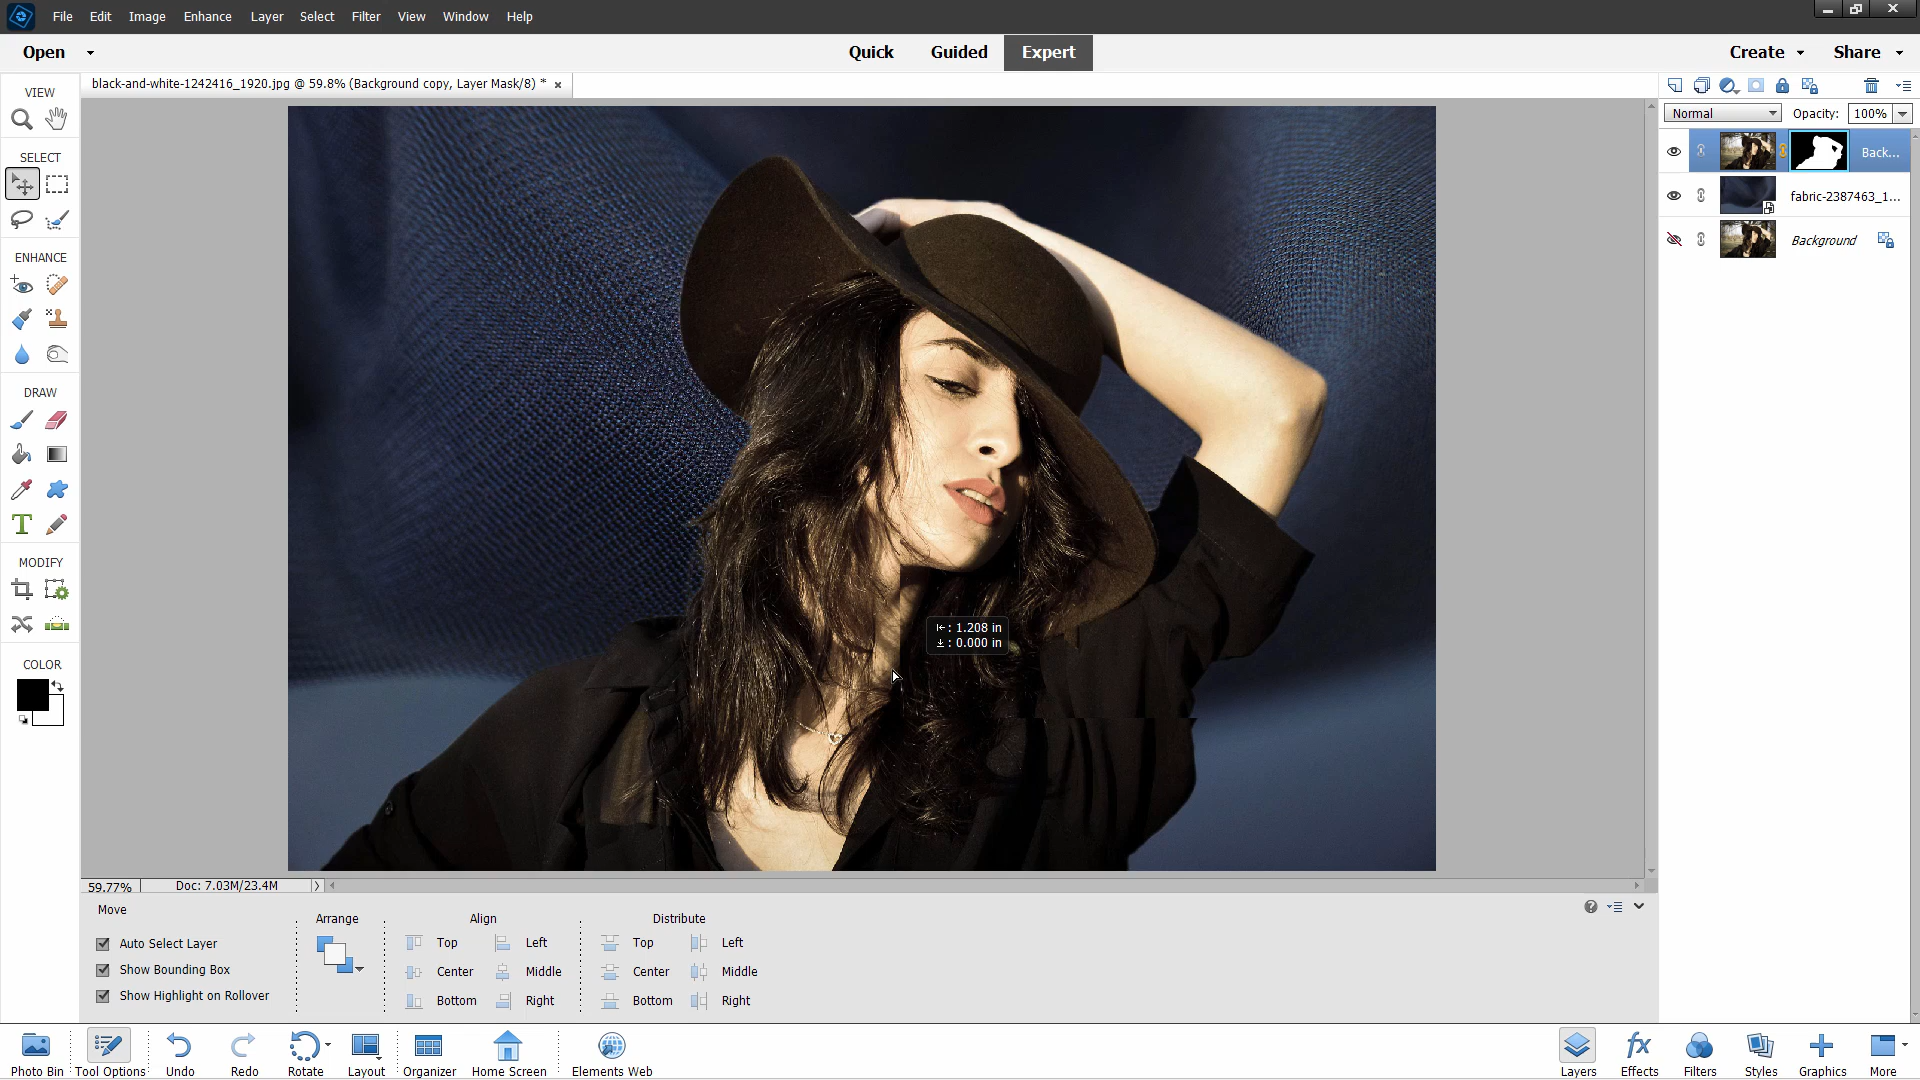 File Edit Image Enhance Layer Select Filter View Window Help
Open Quick Guided Expert Create Share
VIEW
black-and-white-1242416_1920.jpg @ 59.8% (Background copy, Layer Mask/8) * x
Normal Opacity: 100%
Back...
SELECT
fabric-2387463_1...
Background
ENHANCE
DRAW
T
MODIFY
: 1.208 in
: 0.000 in
COLOR
59.77% Doc: 7.03M/23.4M
Move Arrange Align Distribute
Auto Select Layer Top Left Top Left
Show Bounding Box Center Middle Center Middle
Show Highlight on Rollover Bottom Right Bottom Right
fx
Photo Bin Tool Options Undo Redo Rotate Layout Organizer Home Screen Elements Web Layers Effects Filters Styles Graphics More